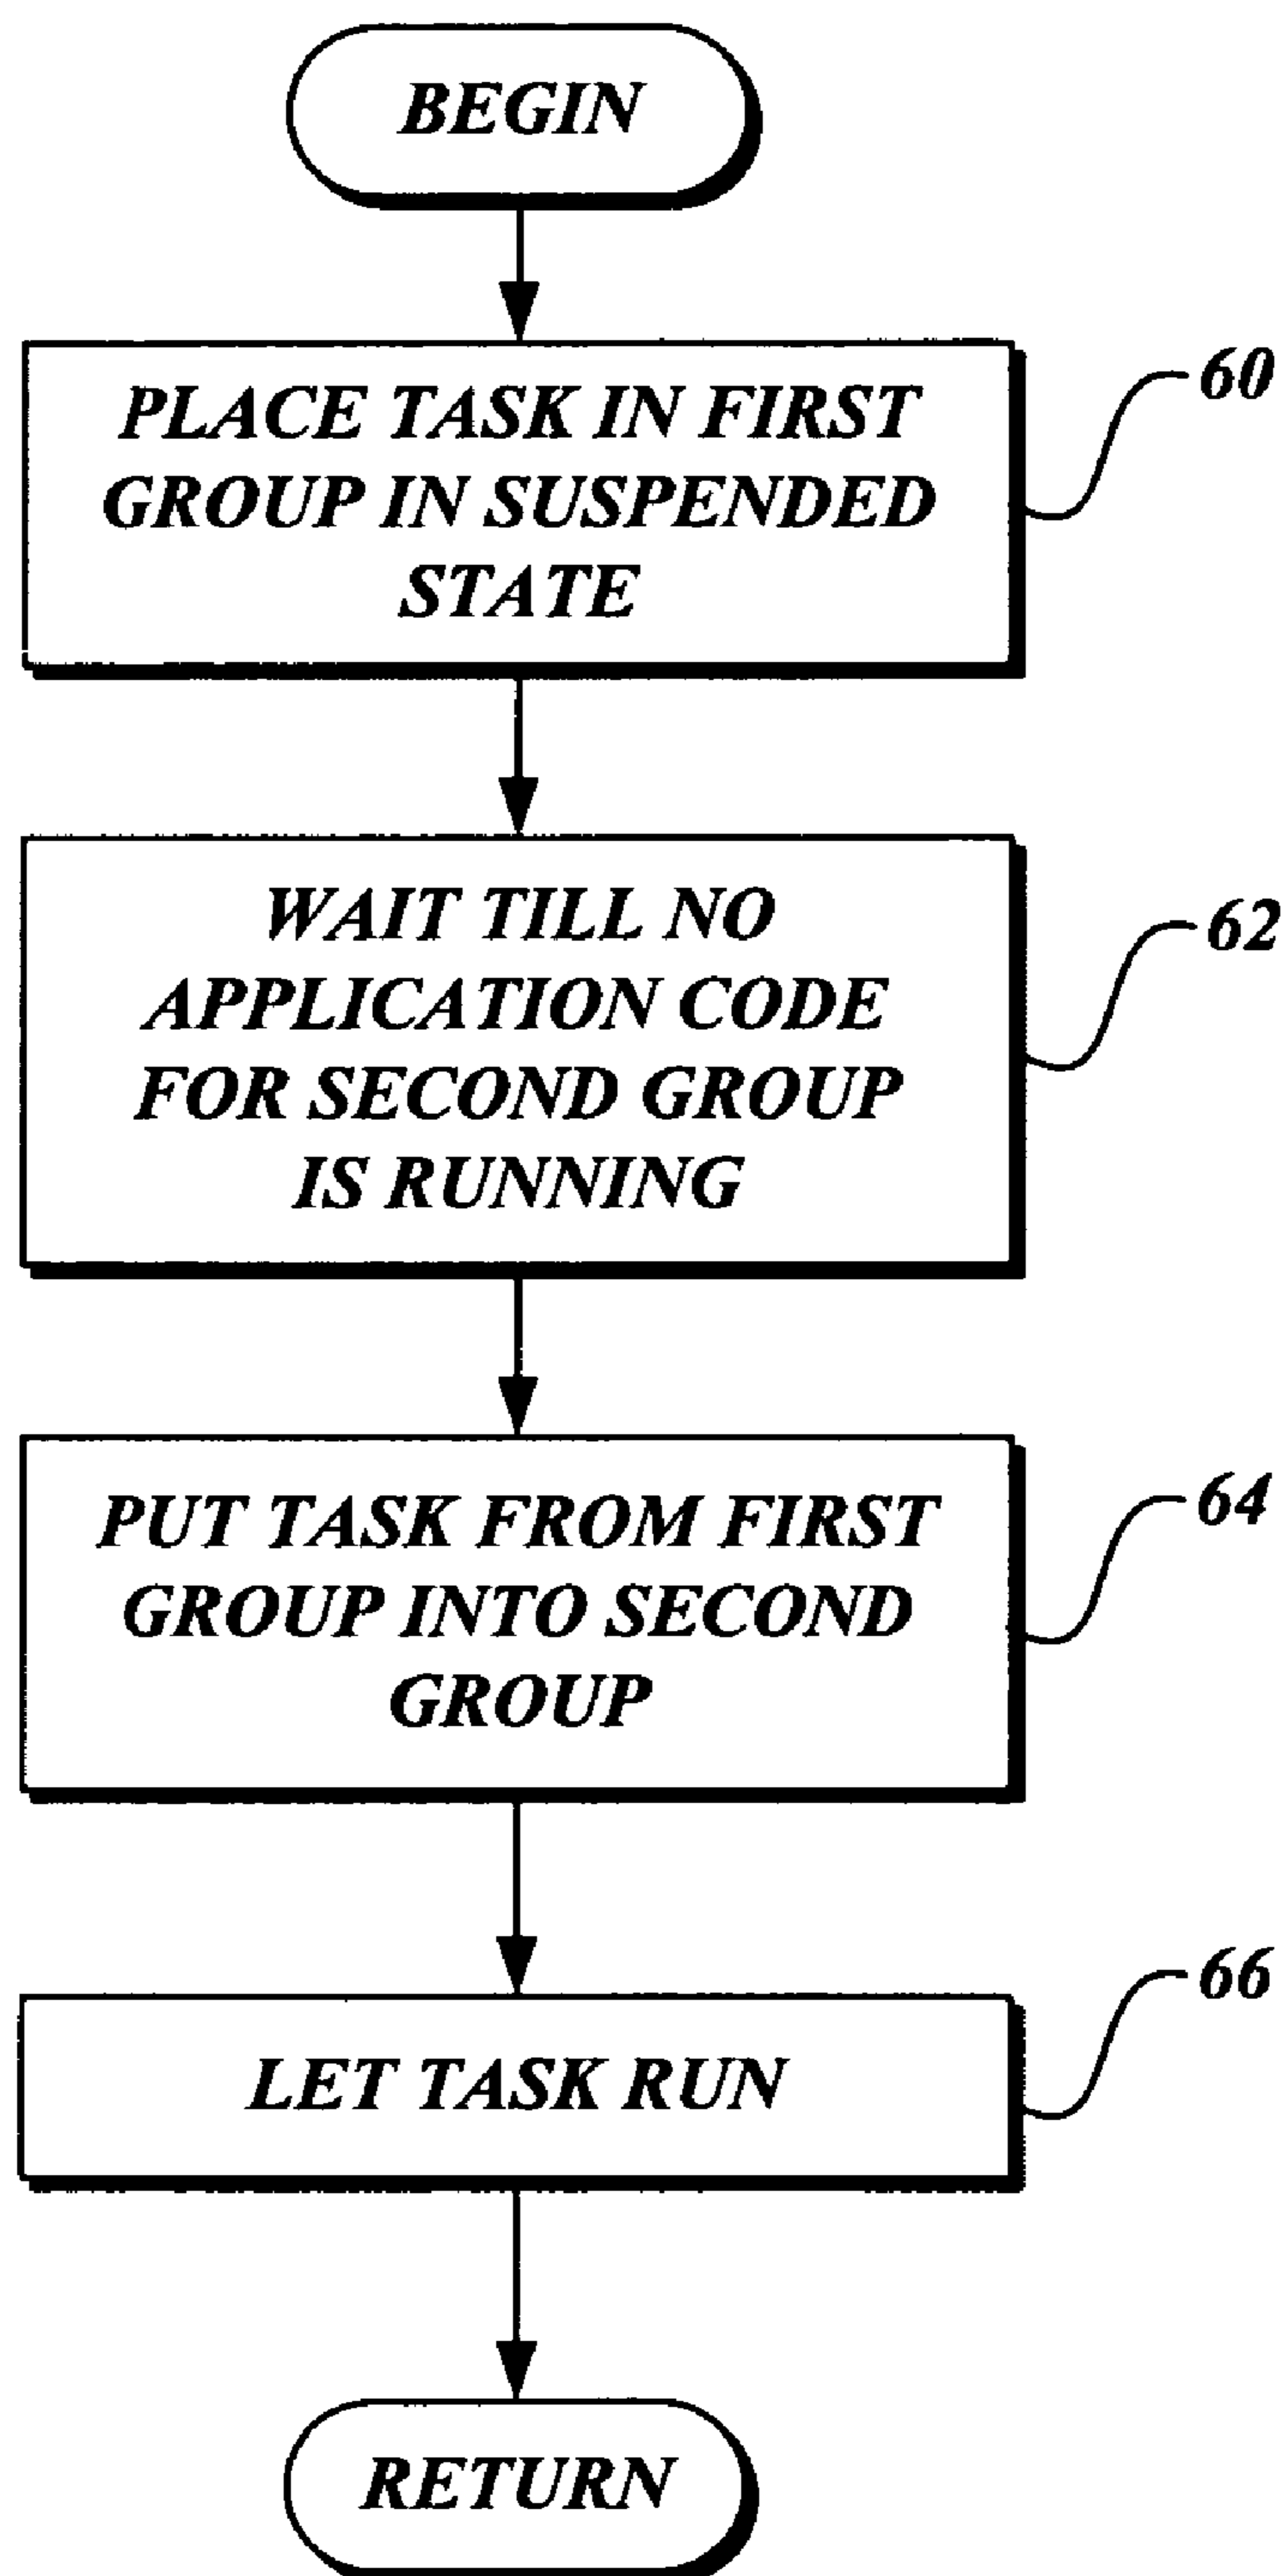 BEGIN
PLACE TASK IN FIRST
GROUP IN SUSPENDED
STATE
60
WAIT TILL NO
APPLICATION CODE
FOR SECOND GROUP
IS RUNNING
62
PUT TASK FROM FIRST
GROUP INTO SECOND
GROUP
64
LET TASK RUN
66
RETURN